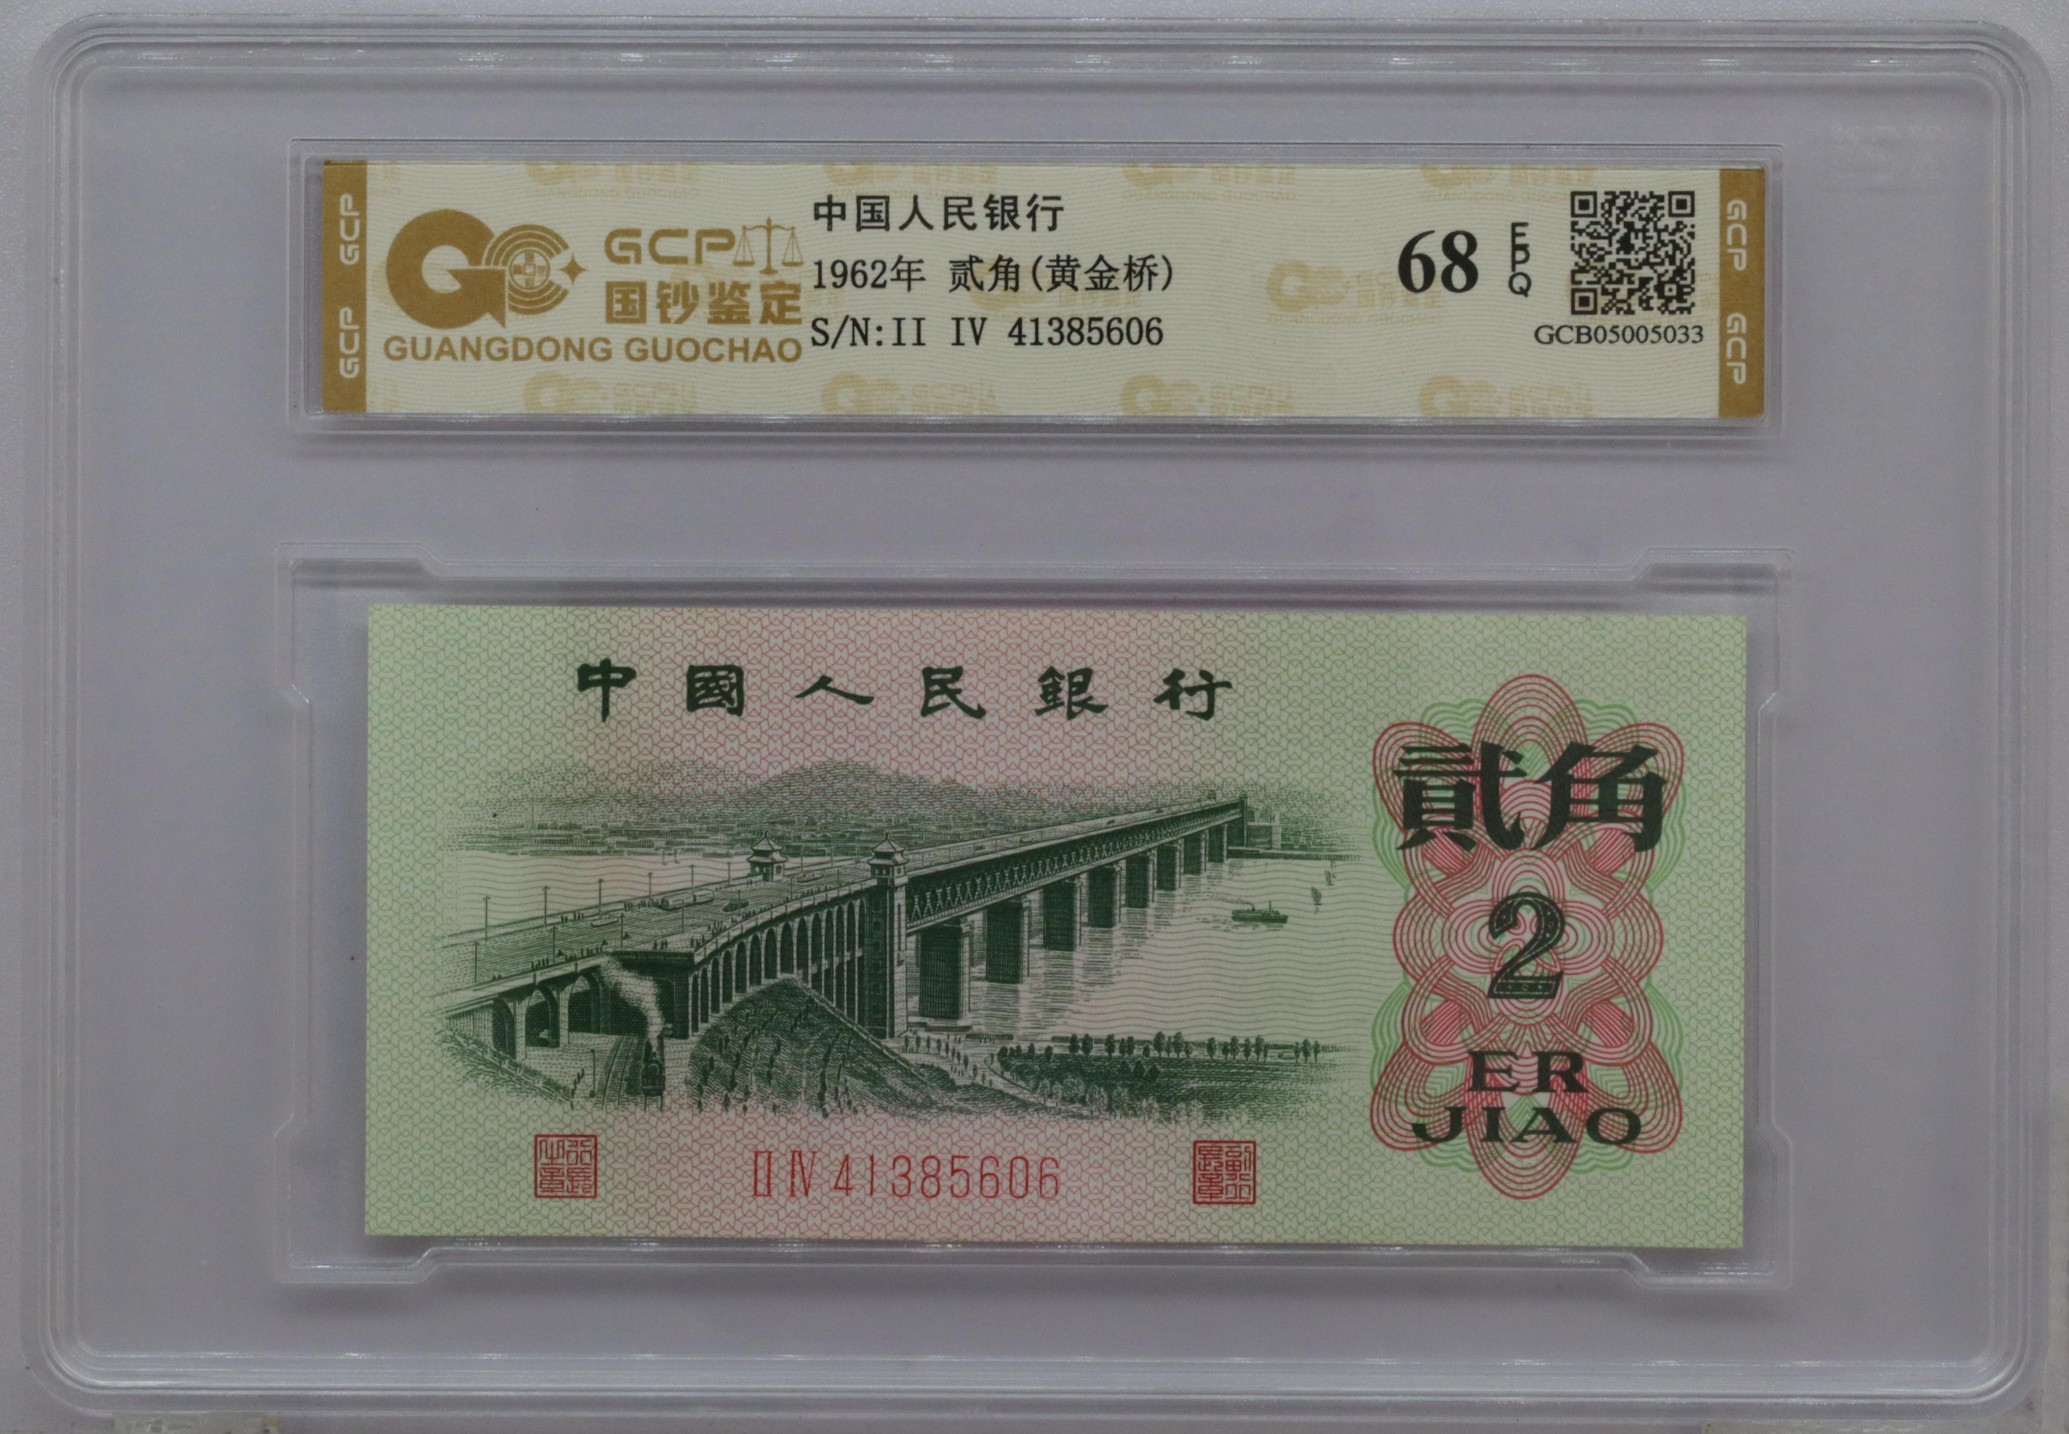 GCP GCP
GCP
国钞鉴定
GUANGDONG GUOCHAO
中国人民银行
1962年 贰角(黄金桥)
S/N:II IV 41385606
68 EPQ
GCB05005033
GCP GCP
中國人民銀行
貳角
2
ER
JIAO
II IV 41385606